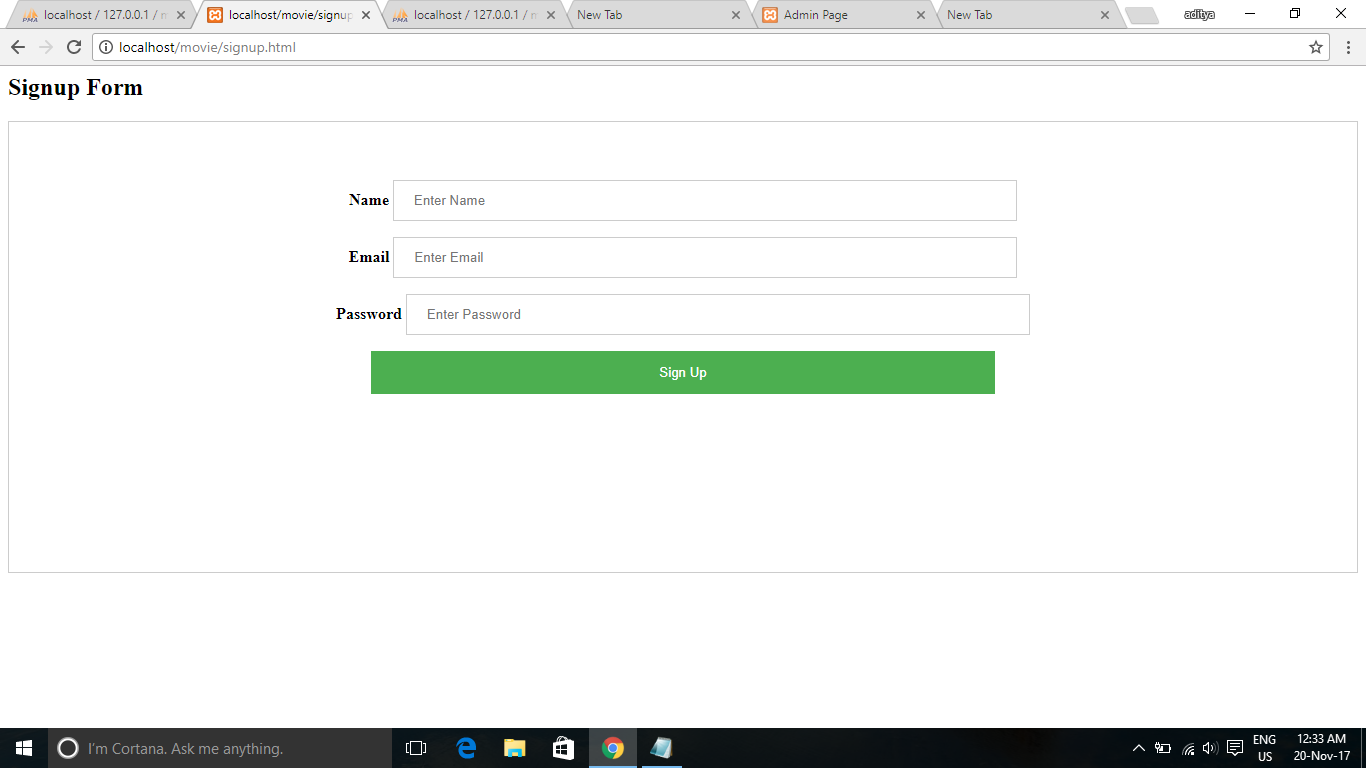 localhost / 127.0.0.1 / m localhost/movie/signup localhost / 127.0.0.1 / m New Tab Admin Page New Tab aditya
localhost/movie/signup.html
Signup Form
Name Enter Name
Email Enter Email
Password Enter Password
Sign Up
I'm Cortana. Ask me anything.
ENG 12:33 AM
US 20-Nov-17